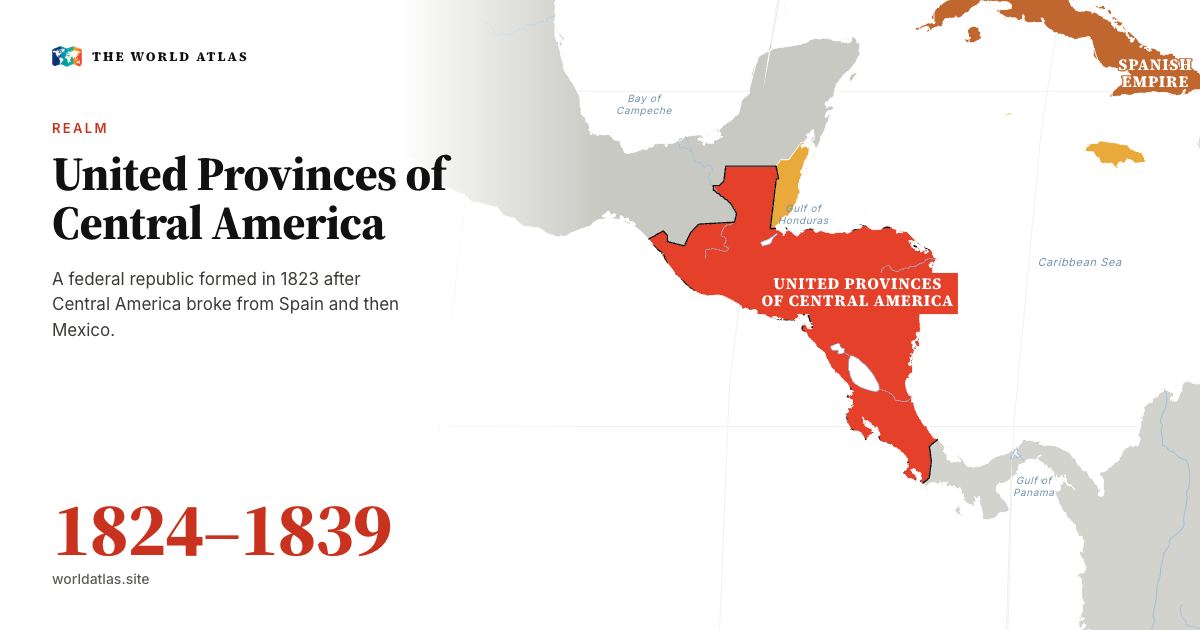 THE WORLD ATLAS
REALM
United Provinces of
Central America
A federal republic formed in 1823 after
Central America broke from Spain and then
Mexico.
1824–1839
worldatlas.site
SPANISH
EMPIRE
Bay of
Campeche
Gulf of
Honduras
Caribbean Sea
UNITED PROVINCES
OF CENTRAL AMERICA
Gulf of
Panama